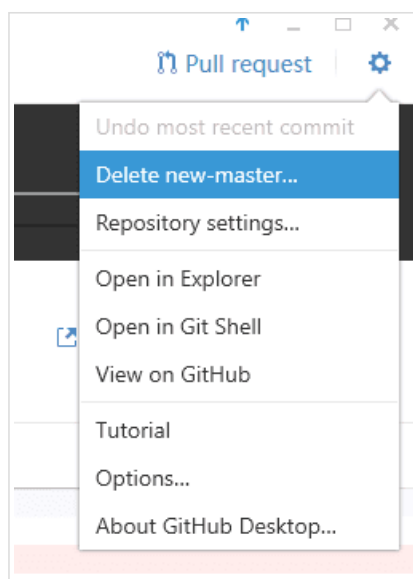 Pull request
Undo most recent commit
Delete new-master...
Repository settings...
Open in Explorer
Open in Git Shell
View on GitHub
Tutorial
Options...
About GitHub Desktop...